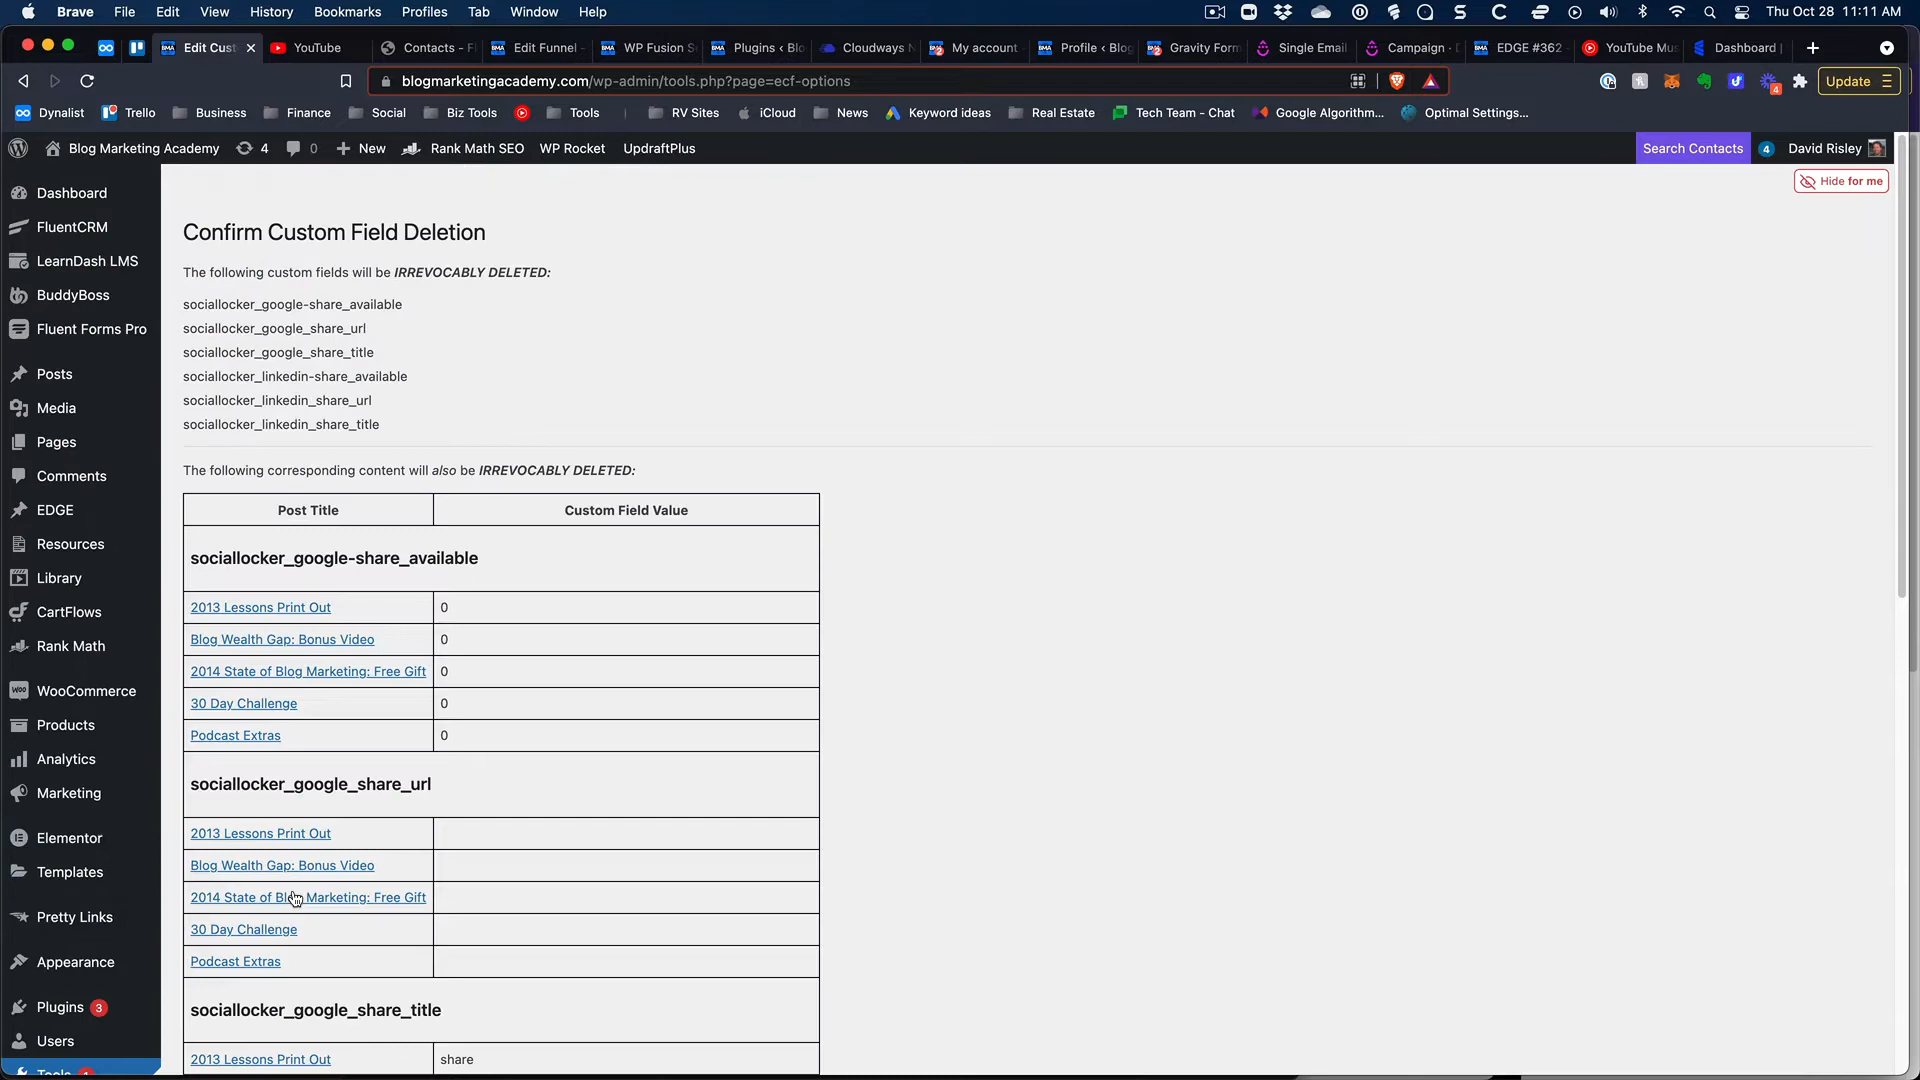 Brave File Edit View History Bookmarks Profiles Tab Window Help Thu Oct 28 11:11 AM
Edit Cust YouTube Contacts - F Edit Funnel - WP Fusion S Plugins ‹ Blo Cloudways My account Profile ‹ Blog Gravity Form Single Email Campaign - EDGE #362 YouTube Mus Dashboard |
blogmarketingacademy.com/wp-admin/tools.php?page=ecf-options 4 Update
Dynalist Trello Business Finance Social Biz Tools Tools RV Sites iCloud News Keyword ideas Real Estate Tech Team - Chat Google Algorithm... Optimal Settings...
Blog Marketing Academy 4 0 New Rank Math SEO WP Rocket UpdraftPlus Search Contacts 4 David Risley
Hide for me
Dashboard
FluentCRM
LearnDash LMS
BuddyBoss
Fluent Forms Pro
Posts
Media
Pages
Comments
EDGE
Resources
Library
CartFlows
Rank Math
WOO WooCommerce
Products
Analytics
Marketing
Elementor
Templates
Pretty Links
Appearance
Plugins 3
Users
Tools
Confirm Custom Field Deletion
The following custom fields will be IRREVOCABLY DELETED:
sociallocker_google-share_available
sociallocker_google_share_url
sociallocker_google_share_title
sociallocker_linkedin-share_available
sociallocker_linkedin_share_url
sociallocker_linkedin_share_title
The following corresponding content will also be IRREVOCABLY DELETED:
Post Title Custom Field Value
sociallocker_google-share_available
2013 Lessons Print Out 0
Blog Wealth Gap: Bonus Video 0
2014 State of Blog Marketing: Free Gift 0
30 Day Challenge 0
Podcast Extras 0
sociallocker_google_share_url
2013 Lessons Print Out
Blog Wealth Gap: Bonus Video
2014 State of Blog Marketing: Free Gift
30 Day Challenge
Podcast Extras
sociallocker_google_share_title
2013 Lessons Print Out share